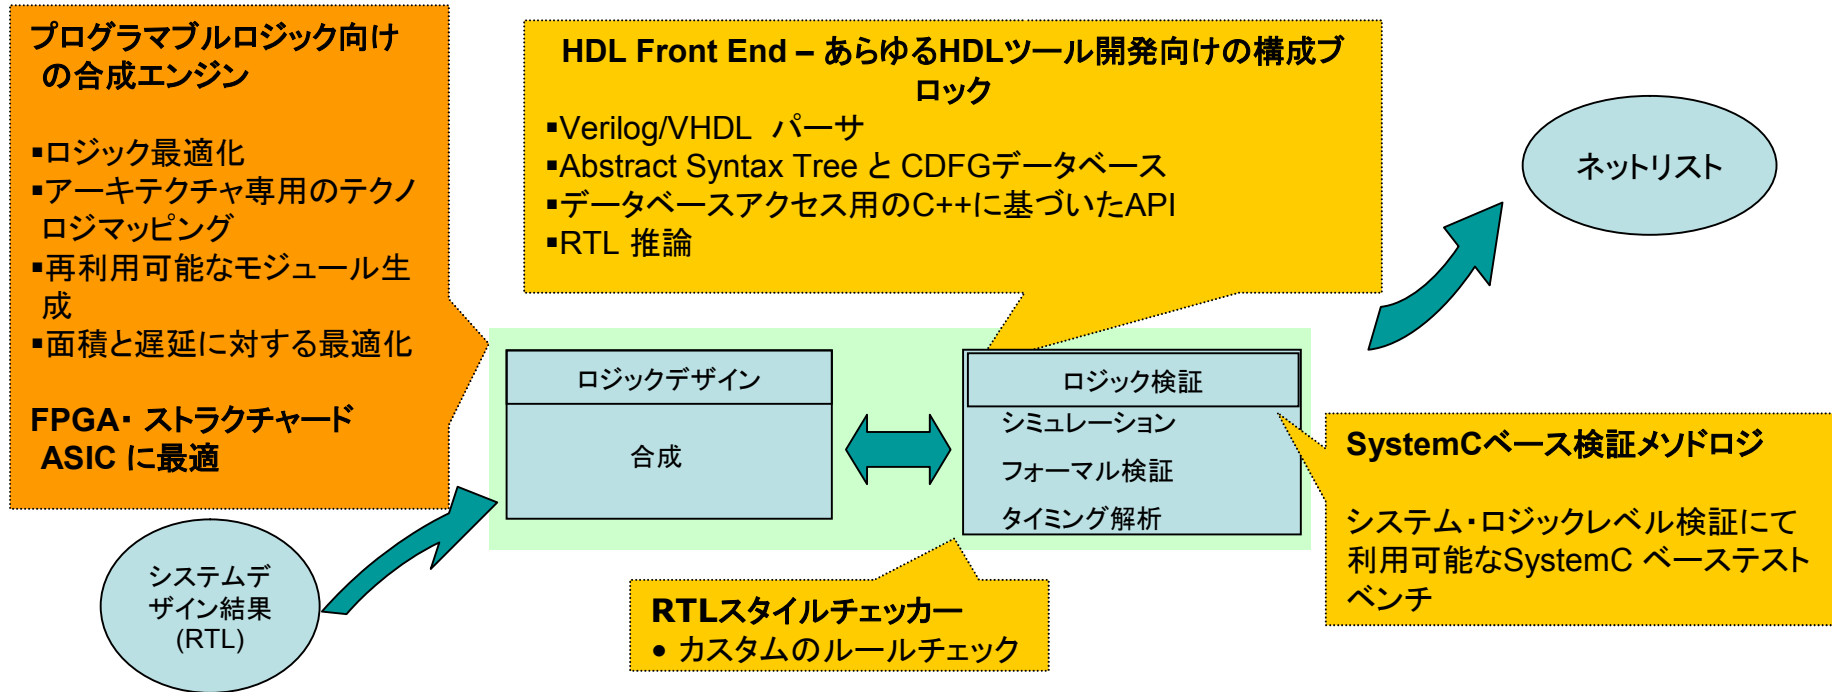 プログラマブルロジック向け
の合成エンジン
▪ロジック最適化
▪アーキテクチャ専用のテクノ
ロジマッピング
▪再利用可能なモジュール生
成
▪面積と遅延に対する最適化
FPGA・ ストラクチャード
ASIC に最適
HDL Front End – あらゆるHDLツール開発向けの構成ブ
ロック
▪Verilog/VHDL パーサ
▪Abstract Syntax Tree と CDFGデータベース
▪データベースアクセス用のC++に基づいたAPI
▪RTL 推論
ネットリスト
ロジックデザイン
合成
ロジック検証
シミュレーション
フォーマル検証
タイミング解析
SystemCベース検証メソドロジ
システム・ロジックレベル検証にて
利用可能なSystemC ベーステスト
ベンチ
システムデ
ザイン結果
(RTL)
RTLスタイルチェッカー
• カスタムのルールチェック